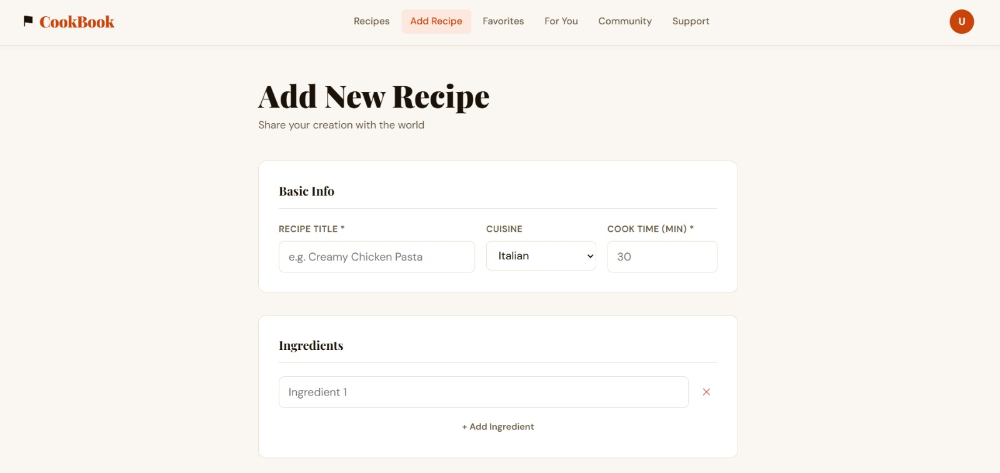 CookBook
Recipes Add Recipe Favorites For You Community Support
U
Add New Recipe
Share your creation with the world
Basic Info
RECIPE TITLE * CUISINE COOK TIME (MIN) *
e.g. Creamy Chicken Pasta Italian 30
Ingredients
Ingredient 1
+ Add Ingredient